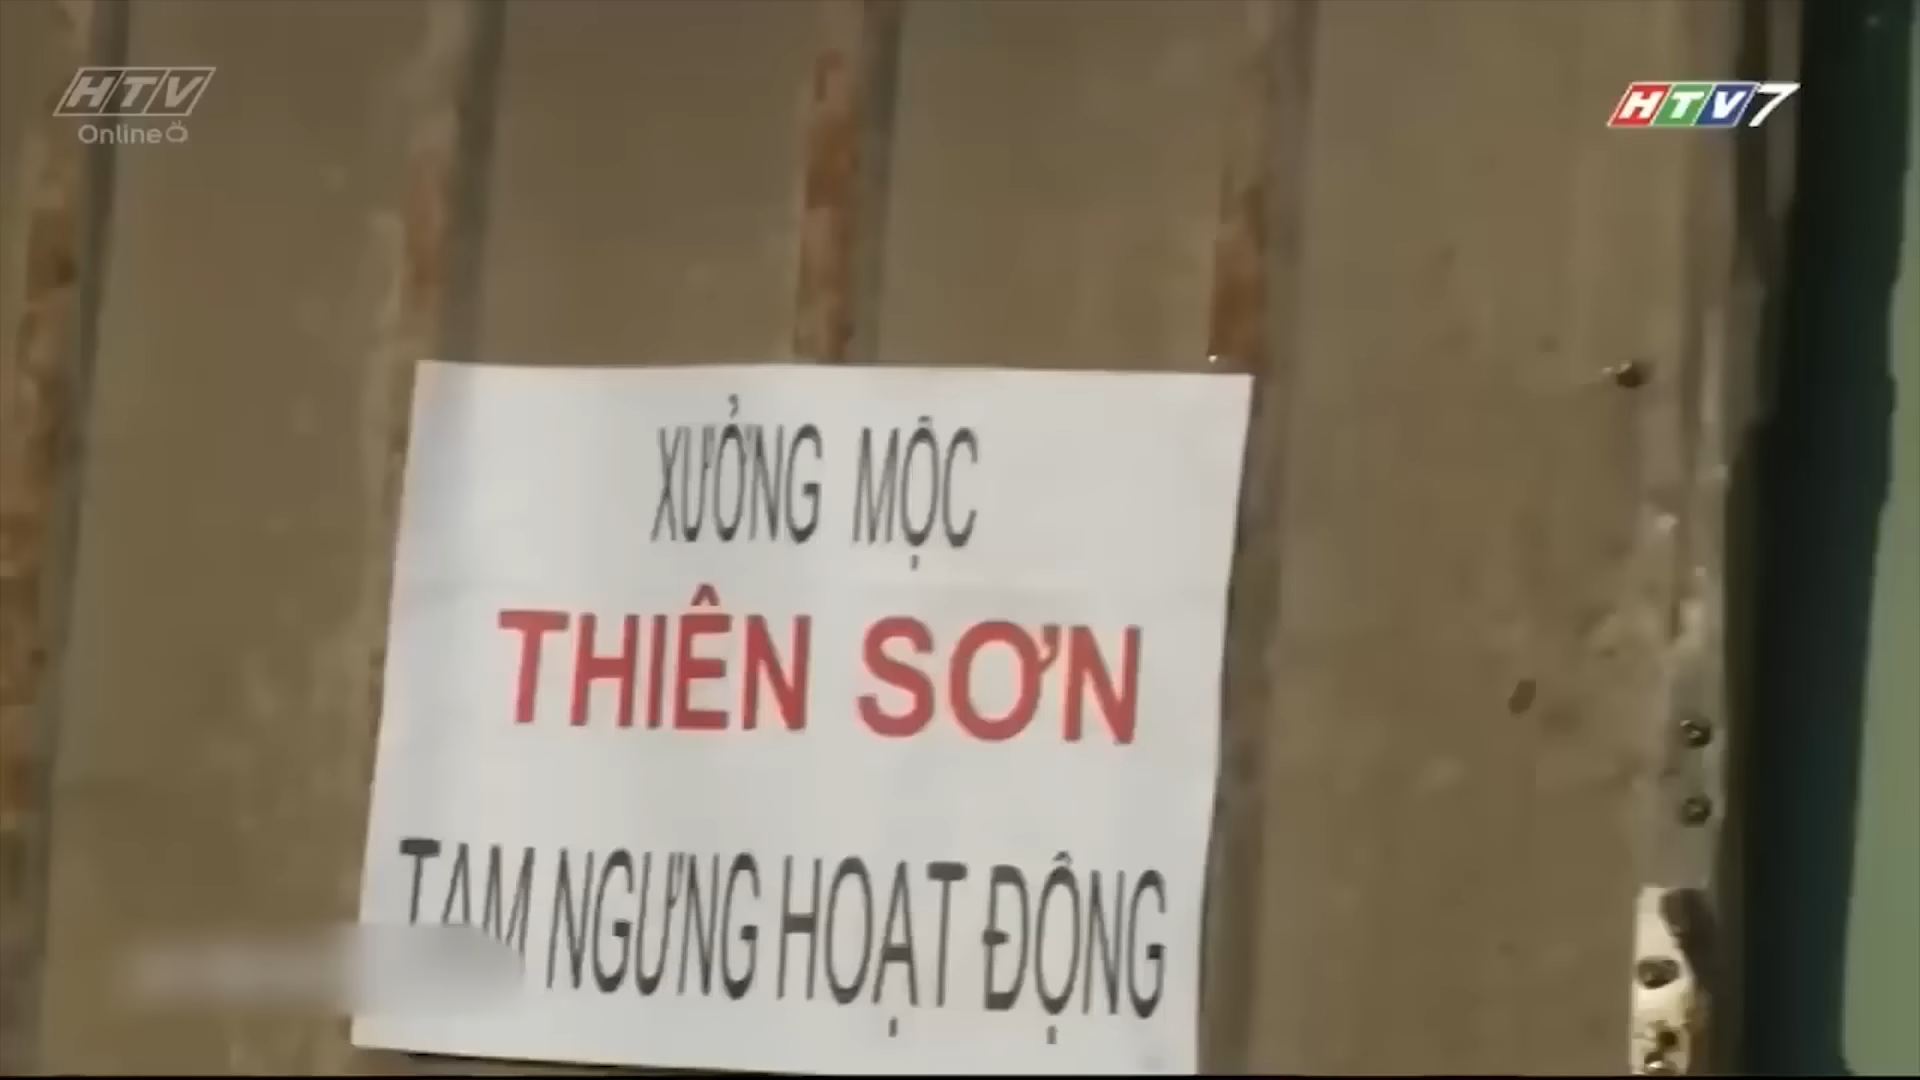 HTV
Online
HTV7
XƯỞNG MỘC
THIÊN SƠN
TẠM NGƯNG HOẠT ĐỘNG